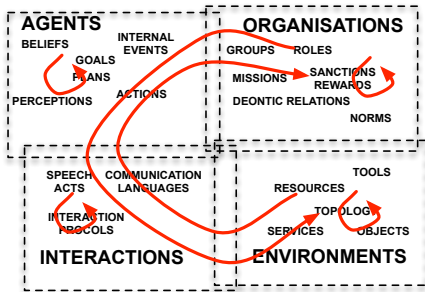 AGENTS
BELIEFS
INTERNAL
EVENTS
GOALS
PLANS
PERCEPTIONS
ACTIONS
ORGANISATIONS
GROUPS
ROLES
MISSIONS
SANCTIONS
REWARDS
DEONTIC RELATIONS
NORMS
SPEECH
ACTS
COMMUNICATION
LANGUAGES
INTERACTION
PROCOLS
INTERACTIONS
TOOLS
RESOURCES
TOPOLOGY
SERVICES
OBJECTS
ENVIRONMENTS